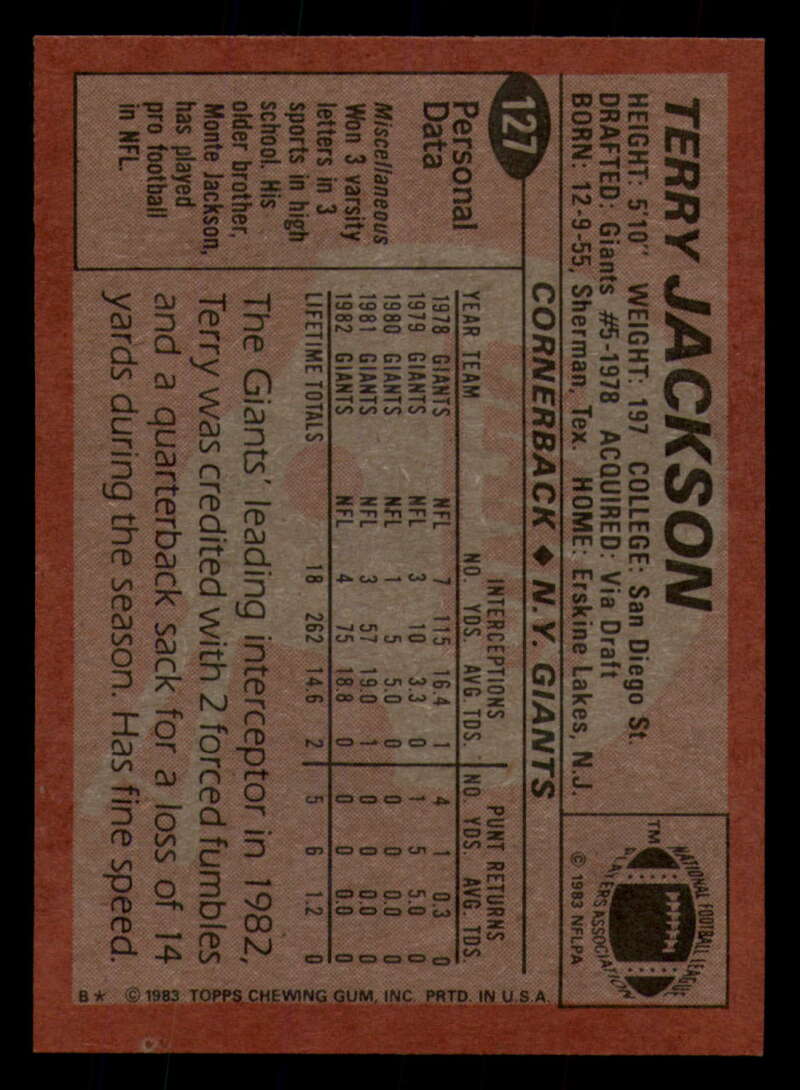 TERRY JACKSON
HEIGHT: 5'10" WEIGHT: 197 COLLEGE: San Diego St.
DRAFTED: Giants #5-1978 ACQUIRED: Via Draft
BORN: 12-9-55, Sherman, Tex. HOME: Erskine Lakes, N.J.
NATIONAL FOOTBALL LEAGUE
PLAYERS ASSOCIATION
TM
© 1983 NFLPA
127
CORNERBACK ♦ N.Y. GIANTS
Personal
Data
Miscellaneous
Won 3 varsity
letters in 3
sports in high
school. His
older brother,
Monte Jackson,
has played
pro football
in NFL.
INTERCEPTIONS PUNT RETURNS
YEAR TEAM NO. YDS. AVG. TDS. NO. YDS. AVG. TDS.
1978 GIANTS NFL 7 115 16.4 1 4 1 0.3 0
1979 GIANTS NFL 3 10 3.3 0 1 5 5.0 0
1980 GIANTS NFL 1 5 5.0 0 0 0 0.0 0
1981 GIANTS NFL 3 57 19.0 1 0 0 0.0 0
1982 GIANTS NFL 4 75 18.8 0 0 0 0.0 0
LIFETIME TOTALS 18 262 14.6 2 5 6 1.2 0
The Giants' leading interceptor in 1982,
Terry was credited with 2 forced fumbles
and a quarterback sack for a loss of 14
yards during the season. Has fine speed.
B* © 1983 TOPPS CHEWING GUM, INC. PRTD. IN U.S.A.